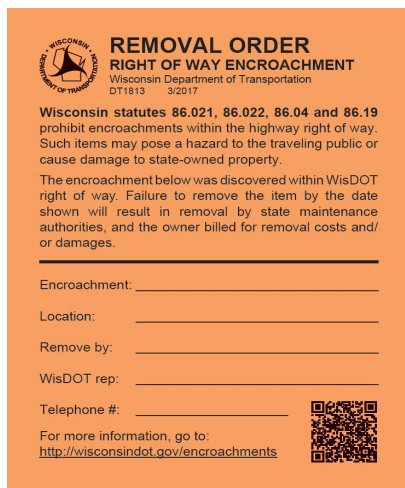 WISCONSIN
DEPARTMENT OF TRANSPORTATION
REMOVAL ORDER
RIGHT OF WAY ENCROACHMENT
Wisconsin Department of Transportation
DT1813 3/2017
Wisconsin statutes 86.021, 86.022, 86.04 and 86.19
prohibit encroachments within the highway right of way.
Such items may pose a hazard to the traveling public or
cause damage to state-owned property.
The encroachment below was discovered within WisDOT
right of way. Failure to remove the item by the date
shown will result in removal by state maintenance
authorities, and the owner billed for removal costs and/
or damages.
Encroachment:
Location:
Remove by:
WisDOT rep:
Telephone #:
For more information, go to:
http://wisconsindot.gov/encroachments